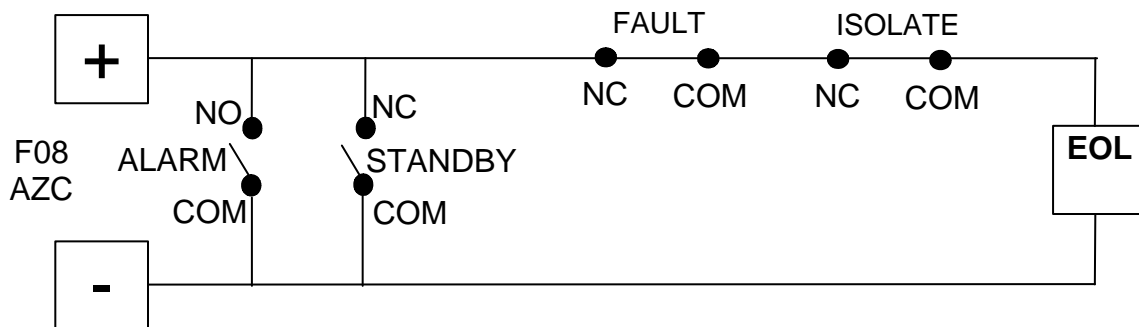 FAULT
ISOLATE
+
NC
COM
NC
COM
NO
NC
F08
AZC
ALARM
STANDBY
EOL
COM
COM
-